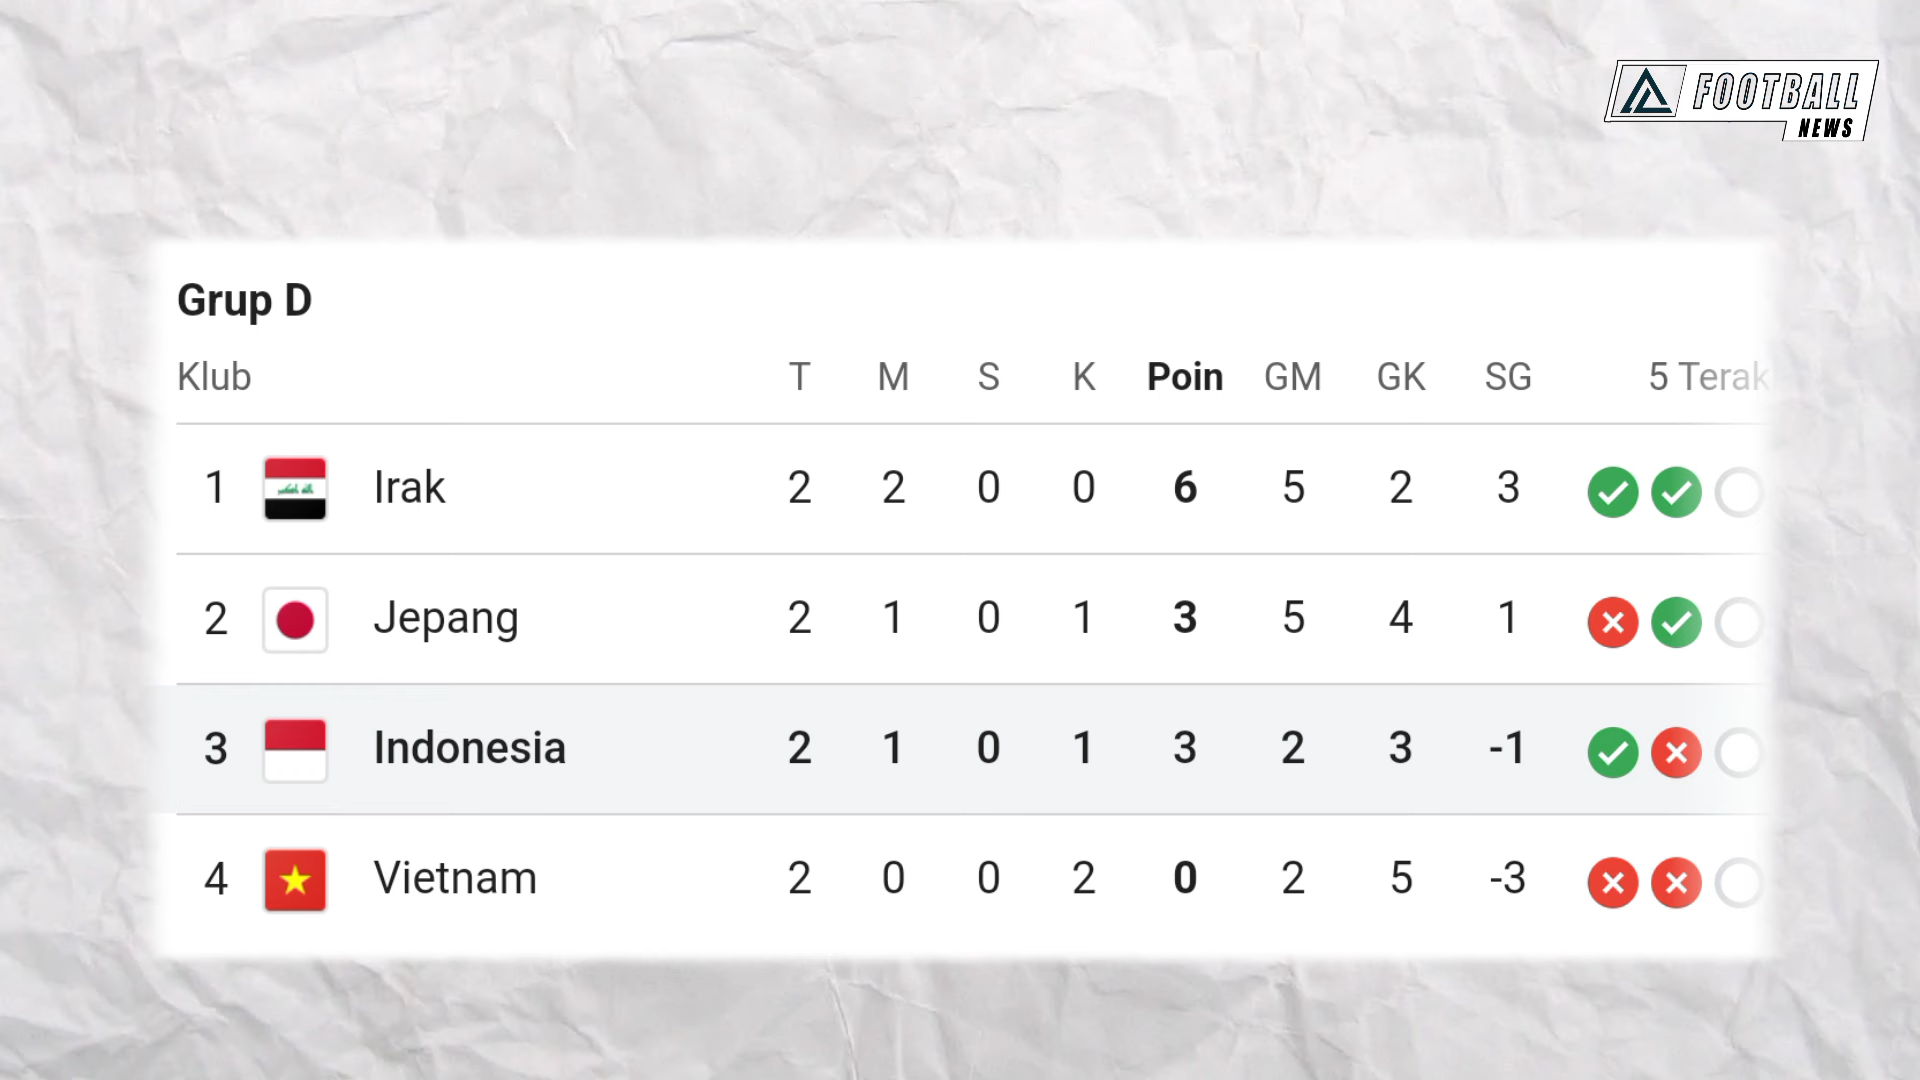 FOOTBALL
NEWS
Grup D
Klub T M S K Poin GM GK SG 5 Terak
1 Irak 2 2 0 0 6 5 2 3
2 Jepang 2 1 0 1 3 5 4 1
3 Indonesia 2 1 0 1 3 2 3 -1
4 Vietnam 2 0 0 2 0 2 5 -3